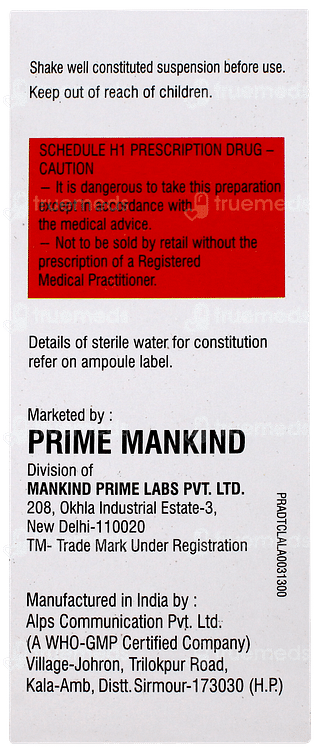 Shake well constituted suspension before use.
Keep out of reach of children.
SCHEDULE H1 PRESCRIPTION DRUG –
CAUTION
– It is dangerous to take this preparation
except in accordance with
the medical advice.
– Not to be sold by retail without the
prescription of a Registered
Medical Practitioner.
Details of sterile water for constitution
refer on ampoule label.
Marketed by :
PRIME MANKIND
Division of
MANKIND PRIME LABS PVT. LTD.
208, Okhla Industrial Estate-3,
New Delhi-110020
TM- Trade Mark Under Registration
PRADTCL/LA0031300
Manufactured in India by :
Alps Communication Pvt. Ltd.
(A WHO-GMP Certified Company)
Village-Johron, Trilokpur Road,
Kala-Amb, Distt. Sirmour-173030 (H.P.)
truemeds